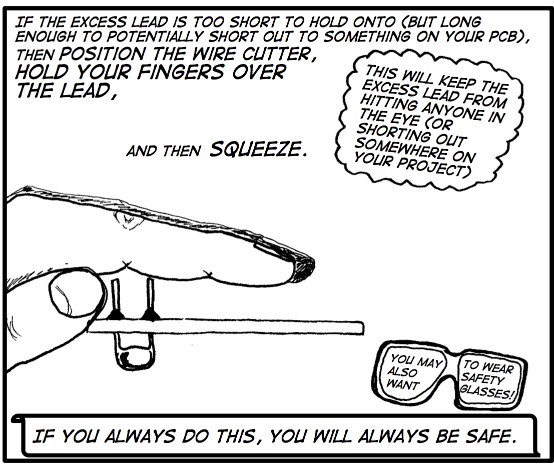 IF THE EXCESS LEAD IS TOO SHORT TO HOLD ONTO (BUT LONG
ENOUGH TO POTENTIALLY SHORT OUT TO SOMETHING ON YOUR PCB),
THEN POSITION THE WIRE CUTTER,
HOLD YOUR FINGERS OVER
THE LEAD,
AND THEN SQUEEZE.
THIS WILL KEEP THE
EXCESS LEAD FROM
HITTING ANYONE IN
THE EYE (OR
SHORTING OUT
SOMEWHERE ON
YOUR PROJECT)
YOU MAY
ALSO
WANT
TO WEAR
SAFETY
GLASSES!
IF YOU ALWAYS DO THIS, YOU WILL ALWAYS BE SAFE.